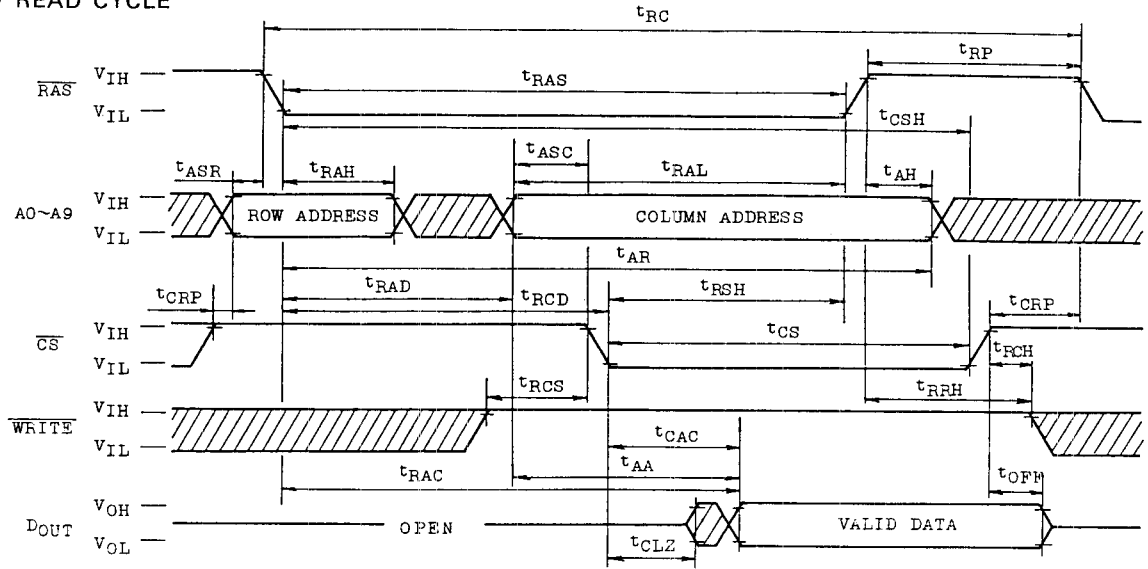 READ CYCLE
tRC
tRP
RAS
VIH
VIL
tRAS
tCSH
tASR
tRAH
tASC
tRAL
tAH
A0~A9
VIH
VIL
ROW ADDRESS
COLUMN ADDRESS
tAR
tRAD
tCRP
tRCD
tRSH
tCRP
CS
VIH
VIL
tCS
tRCH
tRCS
tRRH
WRITE
VIH
VIL
tCAC
tRAC
tAA
tOFF
DOUT
VOH
VOL
OPEN
VALID DATA
tCLZ